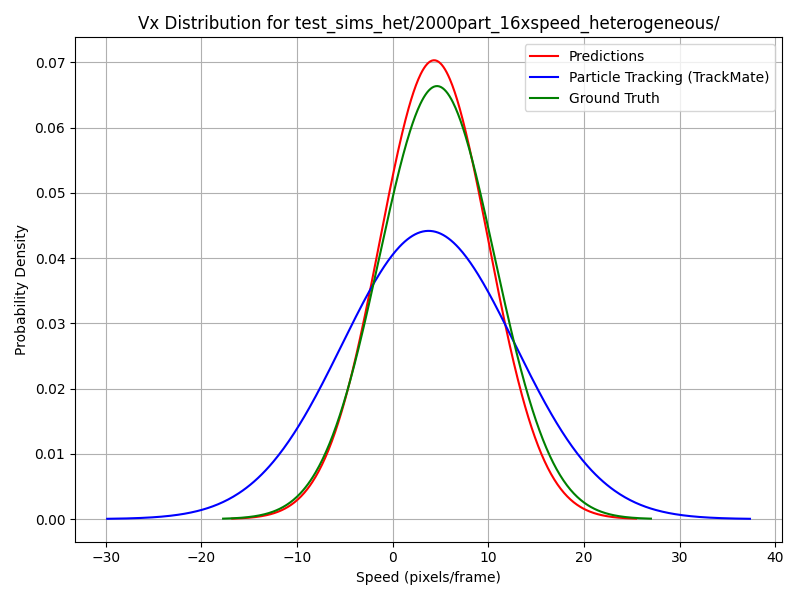 Vx Distribution for test_sims_het/2000part_16xspeed_heterogeneous/
Predictions
Particle Tracking (TrackMate)
Ground Truth
Probability Density
0.07
0.06
0.05
0.04
0.03
0.02
0.01
0.00
−30
−20
−10
0
10
20
30
40
Speed (pixels/frame)